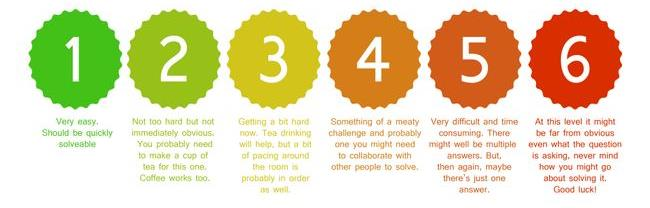 1
Very easy.
Should be quickly
solveable
2
Not too hard but not
immediately obvious.
You probably need
to make a cup of
tea for this one.
Coffee works too.
3
Getting a bit hard
now. Tea drinking
will help, but a bit
of pacing around
the room is
probably in order
as well.
4
Something of a meaty
challenge and probably
one you might need
to collaborate with
other people to solve.
5
Very difficult and time
consuming. There
might well be multiple
answers. But,
then again, maybe
there's just one
answer.
6
At this level it might
be far from obvious
even what the question
is asking, never mind
how you might go
about solving it.
Good luck!